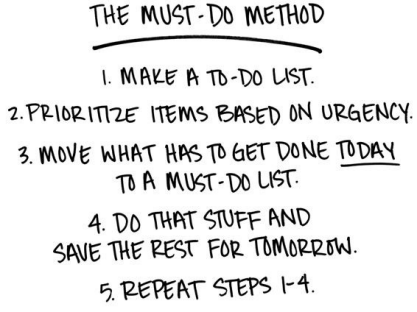 THE MUST-DO METHOD
1. MAKE A TO-DO LIST.
2. PRIORITIZE ITEMS BASED ON URGENCY.
3. MOVE WHAT HAS TO GET DONE TODAY
TO A MUST-DO LIST.
4. DO THAT STUFF AND
SAVE THE REST FOR TOMORROW.
5. REPEAT STEPS 1-4.